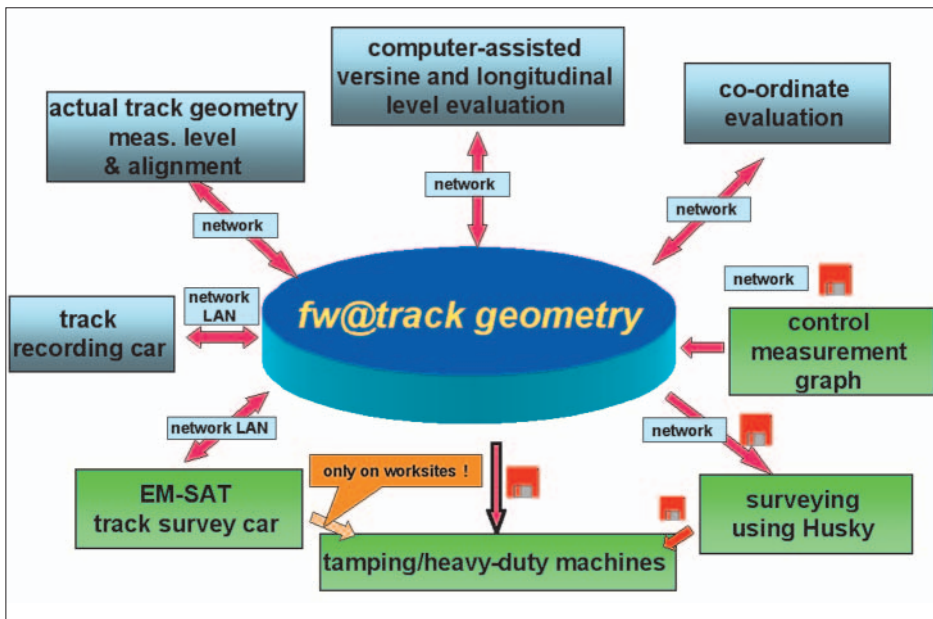 computer-assisted
versine and longitudinal
level evaluation
actual track geometry
meas. level
& alignment
co-ordinate
evaluation
network
network
network
network
network
LAN
fw@track geometry
track
recording car
control
measurement
graph
network LAN
network
only on worksites !
EM-SAT
track survey car
surveying
using Husky
tamping/heavy-duty machines